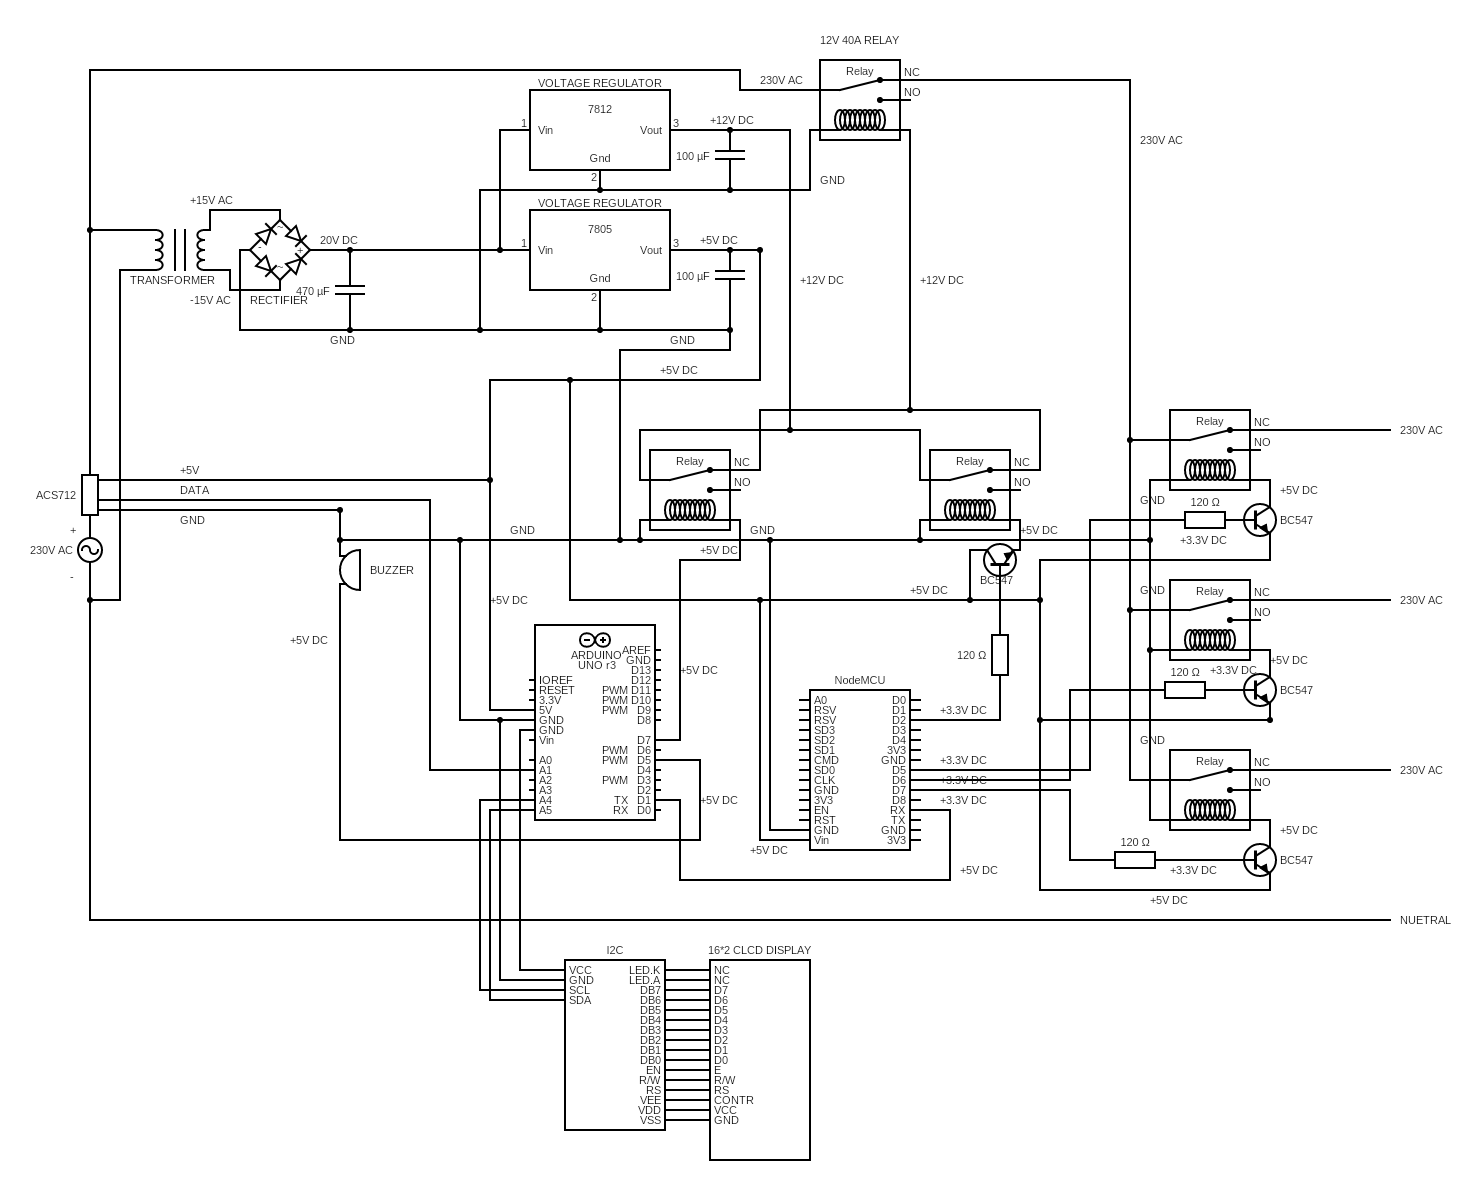 12V 40A RELAY
VOLTAGE REGULATOR
230V AC
Relay
NC
NO
7812
1
Vin
Vout
3
+12V DC
100 µF
Gnd
2
GND
230V AC
VOLTAGE REGULATOR
7805
1
Vin
Vout
3
+5V DC
100 µF
Gnd
2
+15V AC
~
-
+
~
20V DC
TRANSFORMER
-15V AC
RECTIFIER
470 µF
GND
GND
+12V DC
+12V DC
+5V DC
Relay
NC
NO
Relay
NC
NO
Relay
NC
NO
230V AC
GND
120 Ω
+5V DC
BC547
+3.3V DC
+5V
DATA
GND
ACS712
+
230V AC
-
GND
GND
+5V DC
+5V DC
BC547
BUZZER
+5V DC
+5V DC
+5V DC
120 Ω
GND
Relay
NC
NO
230V AC
+5V DC
120 Ω
+3.3V DC
BC547
ARDUINO
UNO r3
IOREF
RESET
3.3V
5V
GND
GND
Vin
A0
A1
A2
A3
A4
A5
AREF
GND
D13
D12
PWM D11
PWM D10
PWM D9
D8
D7
PWM D6
PWM D5
D4
PWM D3
D2
TX D1
RX D0
+5V DC
+5V DC
NodeMCU
A0
RSV
RSV
SD3
SD2
SD1
CMD
SD0
CLK
GND
3V3
EN
RST
GND
Vin
D0
D1
D2
D3
D4
3V3
GND
D5
D6
D7
D8
RX
TX
GND
3V3
+3.3V DC
+3.3V DC
+3.3V DC
+3.3V DC
+5V DC
+5V DC
GND
Relay
NC
NO
230V AC
+5V DC
120 Ω
+3.3V DC
BC547
+5V DC
NUETRAL
I2C
VCC
GND
SCL
SDA
LED.K
LED.A
DB7
DB6
DB5
DB4
DB3
DB2
DB1
DB0
EN
R/W
RS
VEE
VDD
VSS
16*2 CLCD DISPLAY
NC
NC
D7
D6
D5
D4
D3
D2
D1
D0
E
R/W
RS
CONTR
VCC
GND